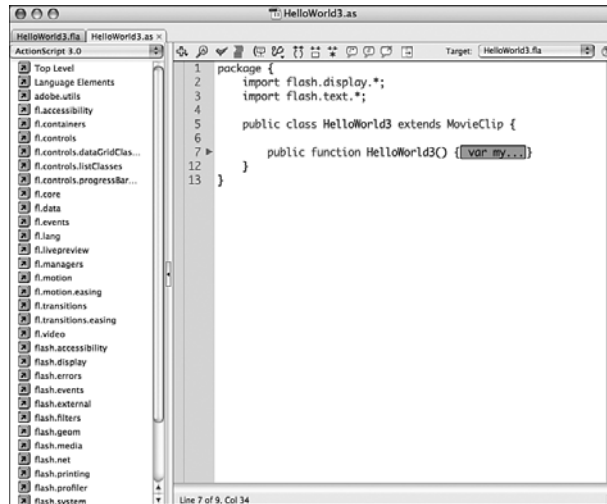 HelloWorld3.as
HelloWorld3.fla HelloWorld3.as ×
ActionScript 3.0
Target: HelloWorld3.fla
Top Level
Language Elements
adobe.utils
fl.accessibility
fl.containers
fl.controls
fl.controls.dataGridClas...
fl.controls.listClasses
fl.controls.progressBar...
fl.core
fl.data
fl.events
fl.lang
fl.livepreview
fl.managers
fl.motion
fl.motion.easing
fl.transitions
fl.transitions.easing
fl.video
flash.accessibility
flash.display
flash.errors
flash.events
flash.external
flash.filters
flash.geom
flash.media
flash.net
flash.printing
flash.profiler
flash.system
1 package {
2 import flash.display.*;
3 import flash.text.*;
4
5 public class HelloWorld3 extends MovieClip {
6
7 public function HelloWorld3() { var my...}
12 }
13 }
Line 7 of 9, Col 34